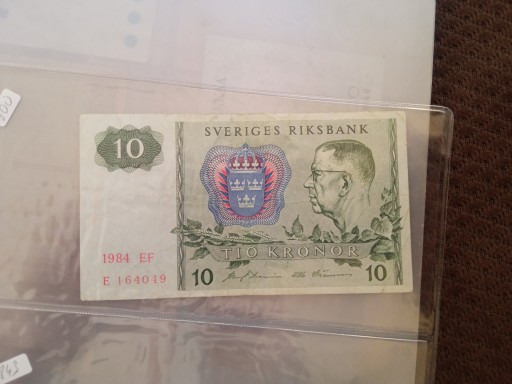 SVERIGES RIKSBANK
10
TIO KRONOR
1984 EF
E 164049
10
10